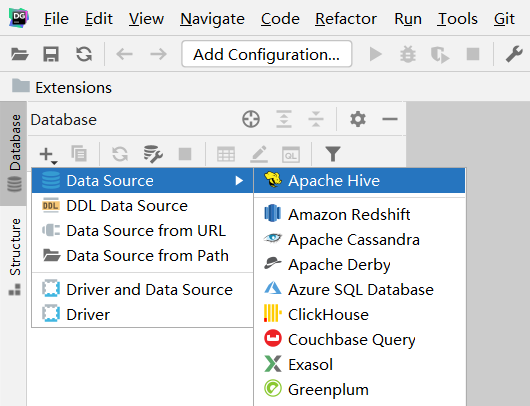 DG File Edit View Navigate Code Refactor Run Tools Git
Add Configuration...
Extensions
Database
Database
Structure
Data Source
DDL Data Source
Data Source from URL
Data Source from Path
Driver and Data Source
Driver
Apache Hive
Amazon Redshift
Apache Cassandra
Apache Derby
Azure SQL Database
ClickHouse
Couchbase Query
Exasol
Greenplum
DDL
QL